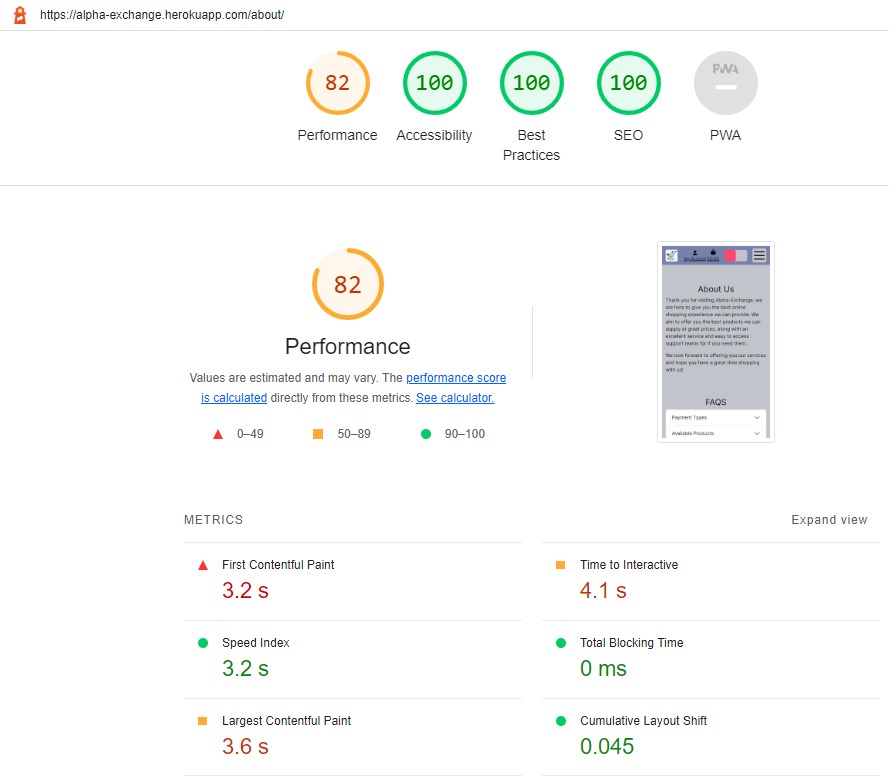 https://alpha-exchange.herokuapp.com/about/
82
100
100
100
PWA
Performance
Accessibility
Best
Practices
SEO
PWA
82
Performance
Values are estimated and may vary. The performance score
is calculated directly from these metrics. See calculator.
0–49
50–89
90–100
About Us
Thank you for visiting Alpha-Exchange, we
are here to give you the best online
shopping experience we can provide. We
aim to offer you the best products we can
supply at great prices, along with an
excellent service and easy to access
support teams for if you need them.
We look forward to offering you our services
and hope you have a great time shopping
with us!
FAQS
Payment Types
Available Products
METRICS
Expand view
First Contentful Paint
3.2 s
Time to Interactive
4.1 s
Speed Index
3.2 s
Total Blocking Time
0 ms
Largest Contentful Paint
3.6 s
Cumulative Layout Shift
0.045